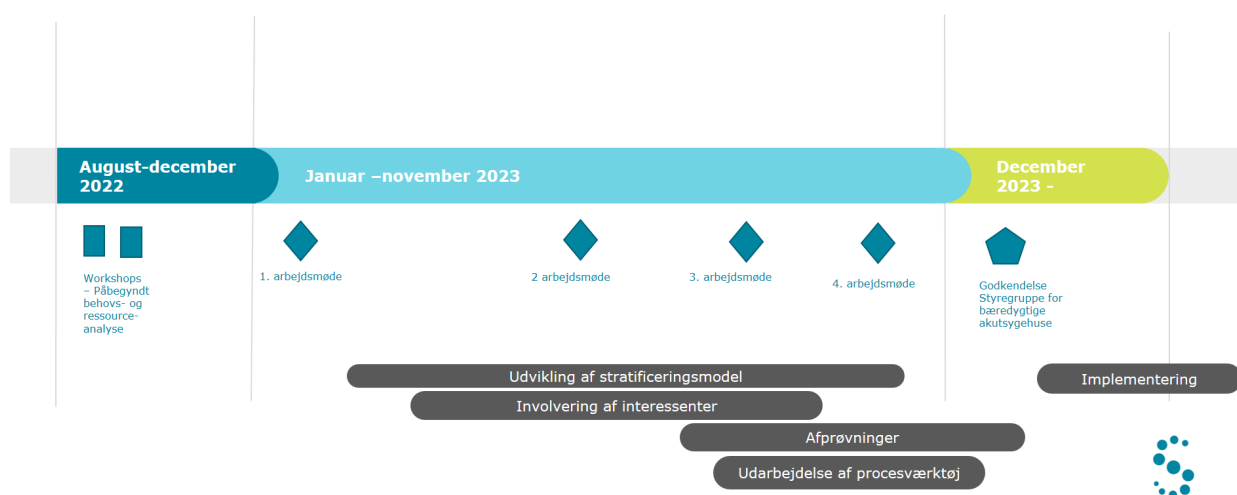 August-december
2022
Januar –november 2023
December
2023 -
Workshops
– Påbegyndt
behovs- og
ressource-
analyse
1. arbejdsmøde
2 arbejdsmøde
3. arbejdsmøde
4. arbejdsmøde
Godkendelse
Styregruppe for
bæredygtige
akutsygehuse
Udvikling af stratificeringsmodel
Implementering
Involvering af interessenter
Afprøvninger
Udarbejdelse af procesværktøj